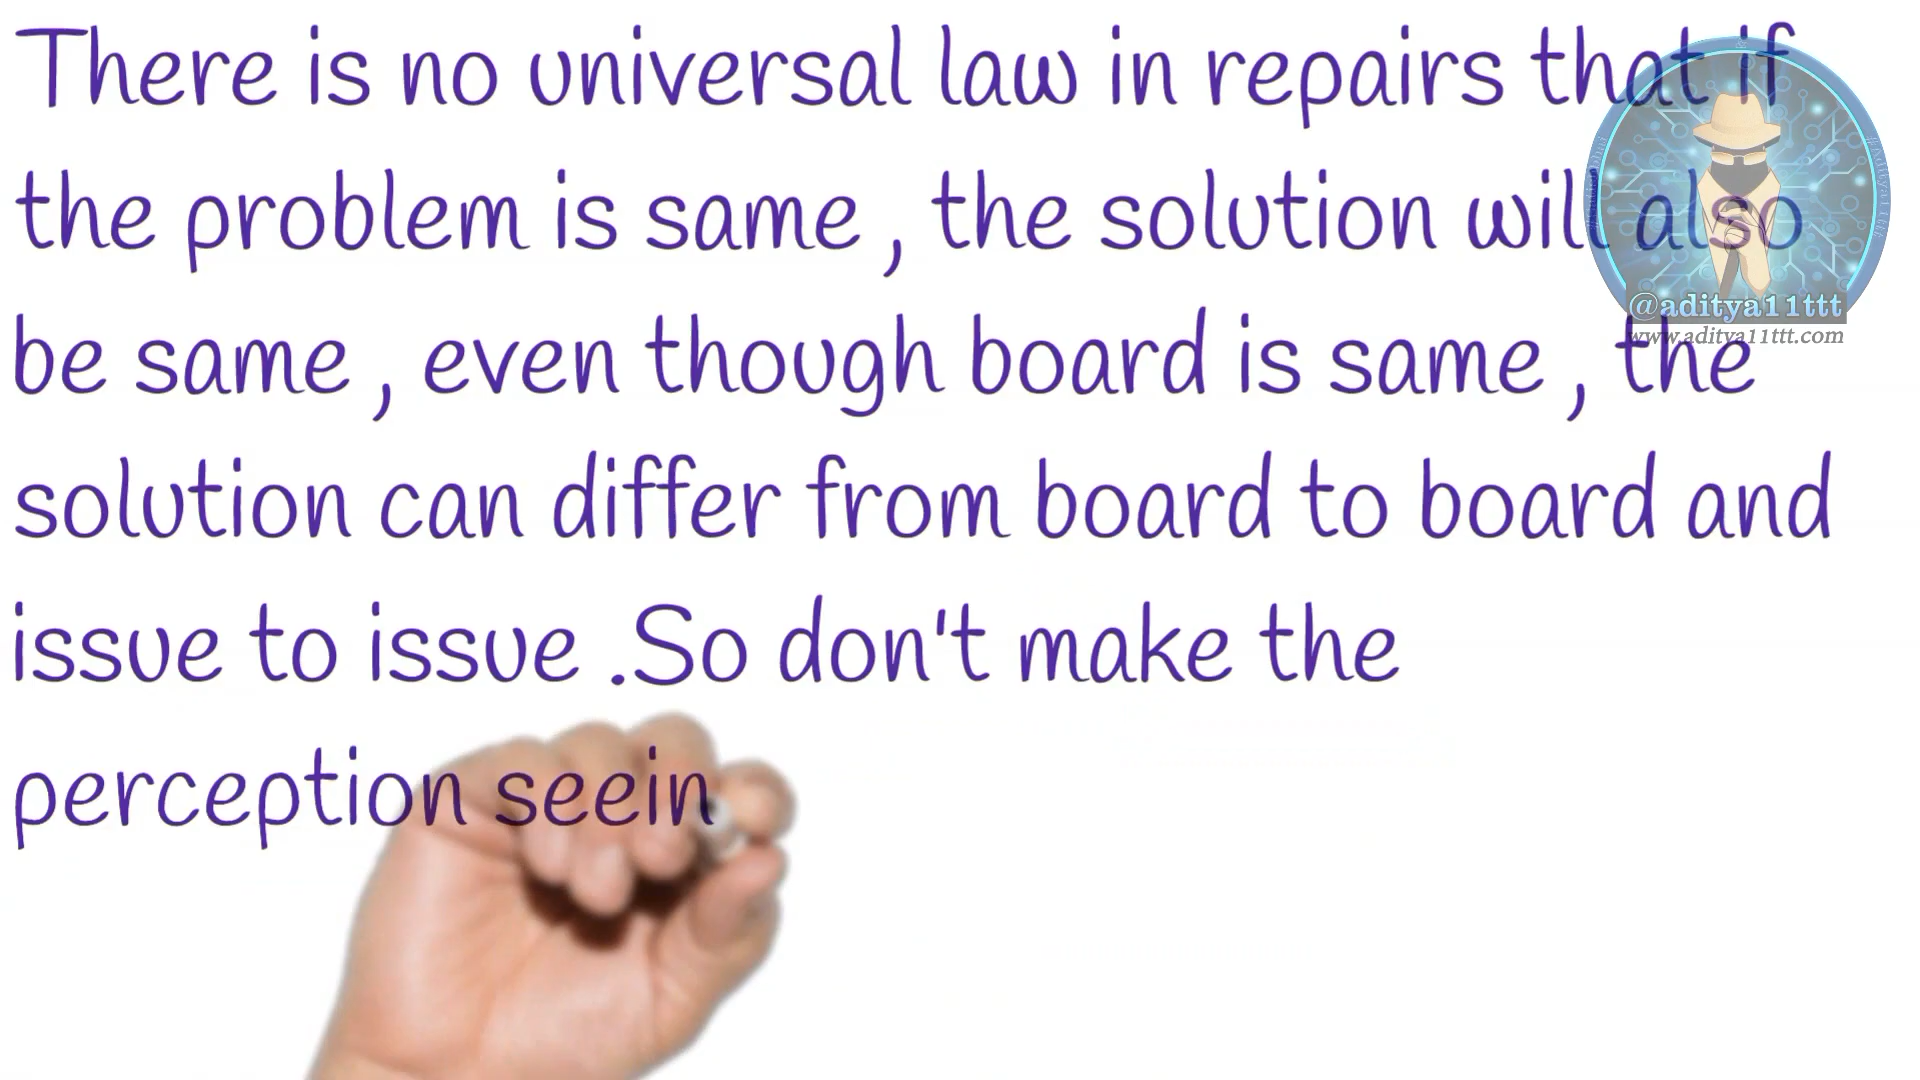 There is no universal law in repairs that if
the problem is same , the solution will also
be same , even though board is same , the
solution can differ from board to board and
issue to issue .So don't make the
perception seein
@aditya11ttt
www.aditya11ttt.com